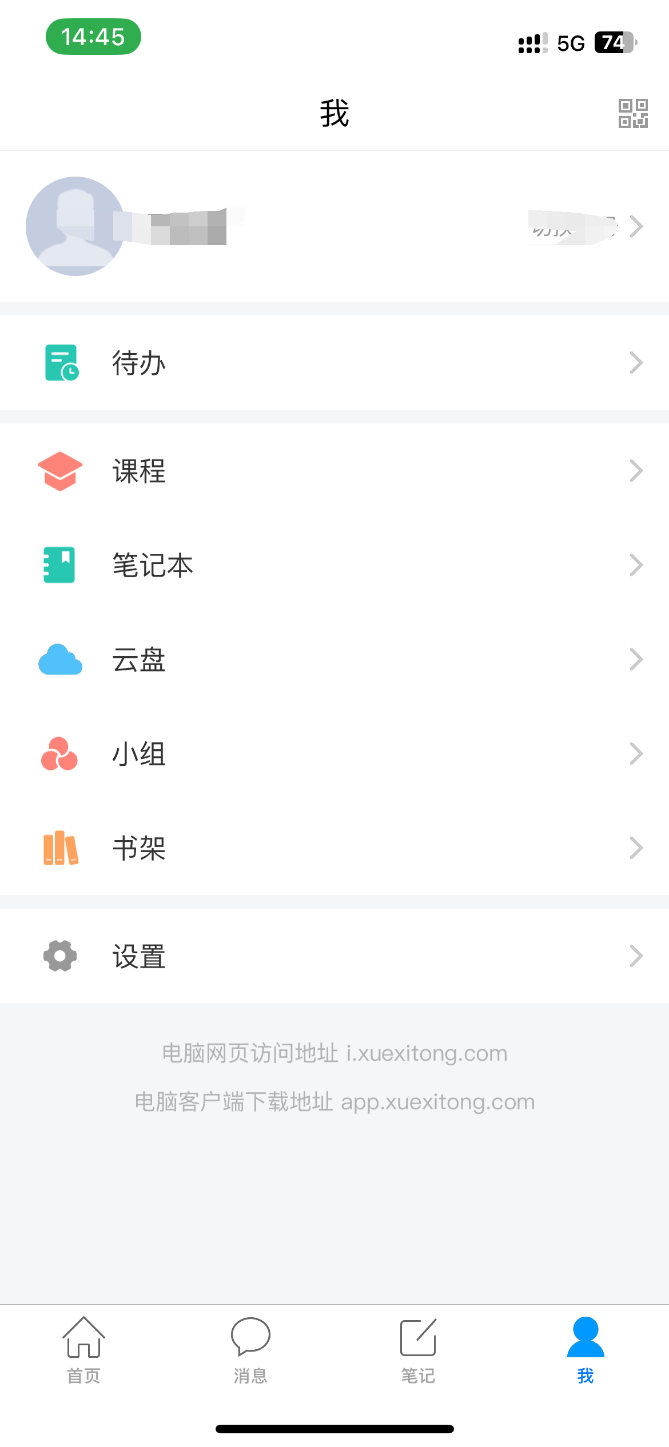 14:45
5G 74
我
待办
课程
笔记本
云盘
小组
书架
设置
电脑网页访问地址 i.xuexitong.com
电脑客户端下载地址 app.xuexitong.com
首页 消息 笔记 我